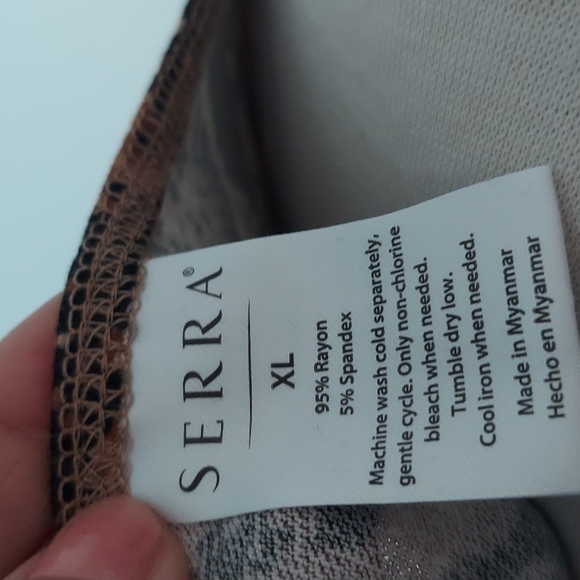 SERRA®
XL
95% Rayon
5% Spandex
Machine wash cold separately,
gentle cycle. Only non-chlorine
bleach when needed.
Tumble dry low.
Cool iron when needed.
Made in Myanmar
Hecho en Myanmar